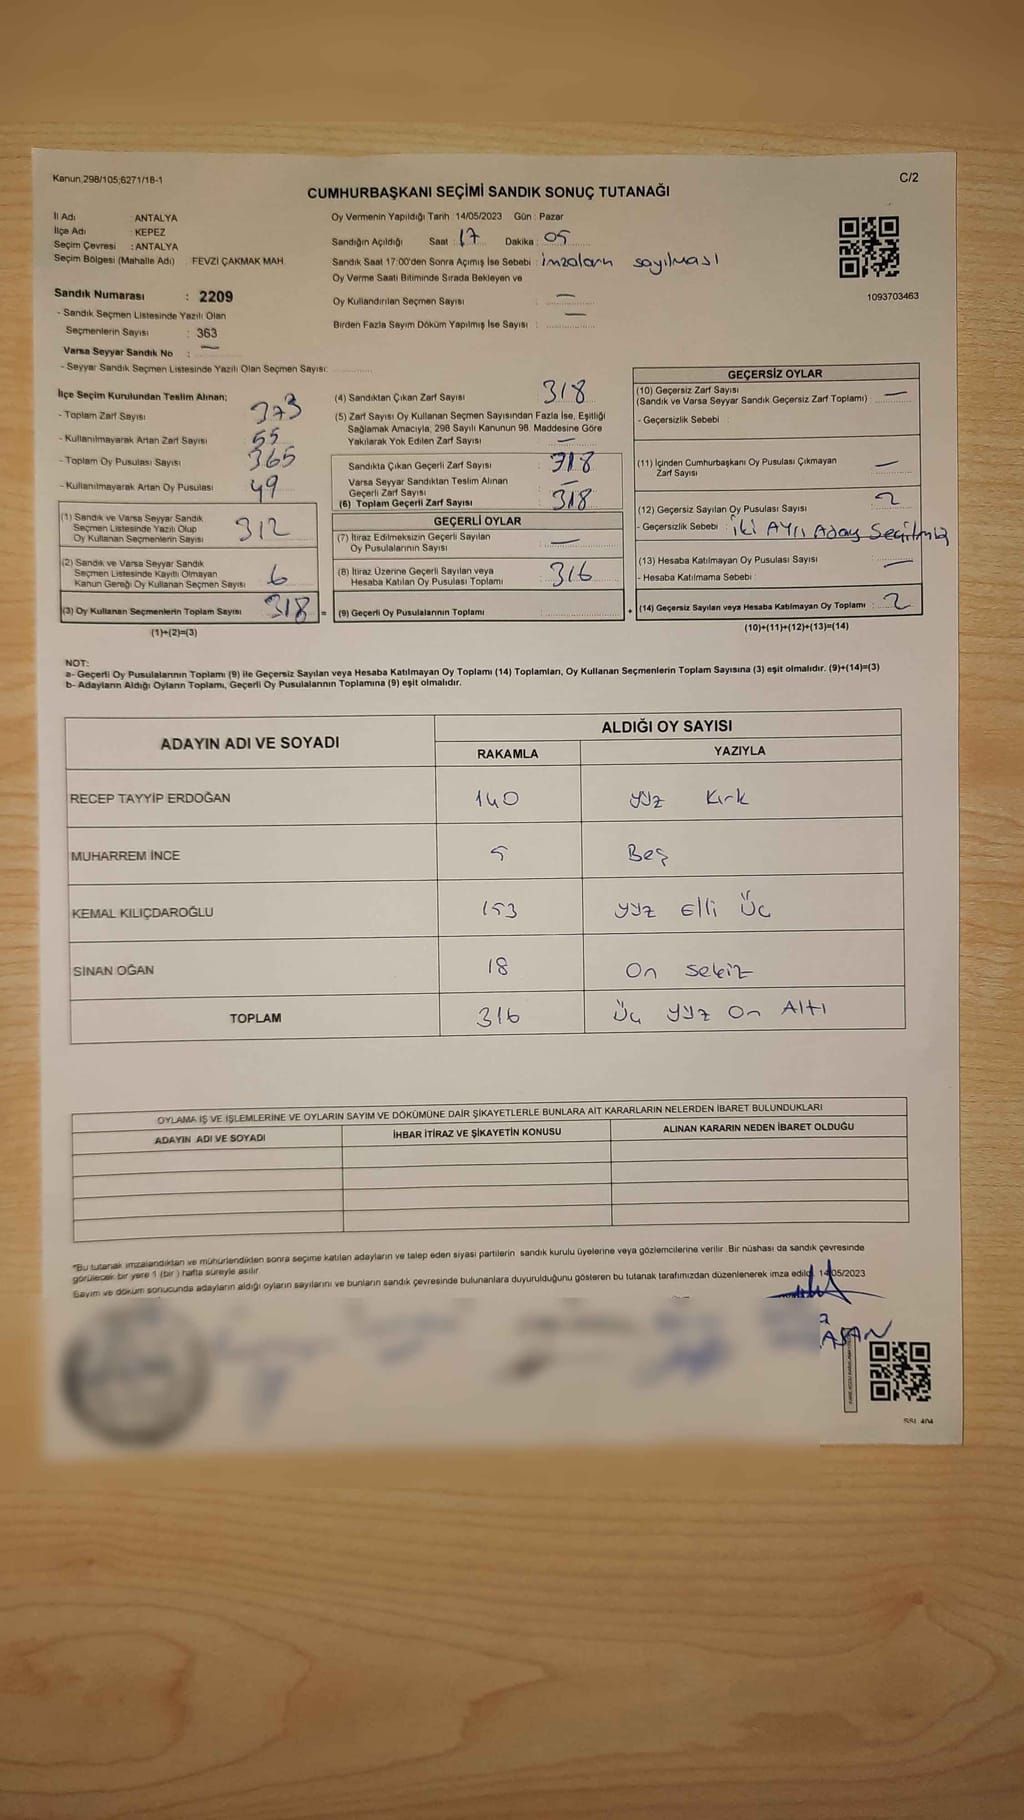 Kanun;298/105;6271/18-1
C/2
CUMHURBAŞKANI SEÇİMİ SANDIK SONUÇ TUTANAĞI
İl Adı ANTALYA
İlçe Adı : KEPEZ
Seçim Çevresi : ANTALYA
Seçim Bölgesi (Mahalle Adı) FEVZİ ÇAKMAK MAH.
Sandık Numarası : 2209
- Sandık Seçmen Listesinde Yazılı Olan
Seçmenlerin Sayısı : 363
Varsa Seyyar Sandık No : —
- Seyyar Sandık Seçmen Listesinde Yazılı Olan Seçmen Sayısı:
Oy Vermenin Yapıldığı Tarih :14/05/2023 Gün : Pazar
Sandığın Açıldığı Saat : 17 Dakika : 05
Sandık Saat 17:00'den Sonra Açımış İse Sebebi : imzaların sayılması
Oy Verme Saati Bitiminde Sırada Bekleyen ve
Oy Kullandırılan Seçmen Sayısı : —
Birden Fazla Sayım Döküm Yapılmış İse Sayısı : —
1093703463
İlçe Seçim Kurulundan Teslim Alınan;
- Toplam Zarf Sayısı 373
- Kullanılmayarak Artan Zarf Sayısı 55
- Toplam Oy Pusulası Sayısı 365
- Kullanılmayarak Artan Oy Pusulası 49
(1) Sandık ve Varsa Seyyar Sandık
Seçmen Listesinde Yazılı Olup
Oy Kullanan Seçmenlerin Sayısı 312
(2) Sandık ve Varsa Seyyar Sandık
Seçmen Listesinde Kayıtlı Olmayan
Kanun Gereği Oy Kullanan Seçmen Sayısı 6
(3) Oy Kullanan Seçmenlerin Toplam Sayısı 318 =
(1)+(2)=(3)
(4) Sandıktan Çıkan Zarf Sayısı 318
(5) Zarf Sayısı Oy Kullanan Seçmen Sayısından Fazla İse, Eşitliği
Sağlamak Amacıyla; 298 Sayılı Kanunun 98. Maddesine Göre
Yakılarak Yok Edilen Zarf Sayısı : —
Sandıkta Çıkan Geçerli Zarf Sayısı : 318
Varsa Seyyar Sandıktan Teslim Alınan
Geçerli Zarf Sayısı : —
(6) Toplam Geçerli Zarf Sayısı : 318
GEÇERLİ OYLAR
(7) İtiraz Edilmeksizin Geçerli Sayılan
Oy Pusulalarının Sayısı : —
(8) İtiraz Üzerine Geçerli Sayılan veya
Hesaba Katılan Oy Pusulası Toplamı : 316
(9) Geçerli Oy Pusulalarının Toplamı : +
GEÇERSİZ OYLAR
(10) Geçersiz Zarf Sayısı
(Sandık ve Varsa Seyyar Sandık Geçersiz Zarf Toplamı) : —
- Geçersizlik Sebebi :
(11) İçinden Cumhurbaşkanı Oy Pusulası Çıkmayan
Zarf Sayısı —
(12) Geçersiz Sayılan Oy Pusulası Sayısı 2
- Geçersizlik Sebebi : İki Ayrı Aday Seçilmiş
(13) Hesaba Katılmayan Oy Pusulası Sayısı : —
- Hesaba Katılmama Sebebi :
(14) Geçersiz Sayılan veya Hesaba Katılmayan Oy Toplamı : 2
(10)+(11)+(12)+(13)=(14)
NOT:
a- Geçerli Oy Pusulalarının Toplamı (9) ile Geçersiz Sayılan veya Hesaba Katılmayan Oy Toplamı (14) Toplamları, Oy Kullanan Seçmenlerin Toplam Sayısına (3) eşit olmalıdır. (9)+(14)=(3)
b- Adayların Aldığı Oyların Toplamı, Geçerli Oy Pusulalarının Toplamına (9) eşit olmalıdır.
ADAYIN ADI VE SOYADI ALDIĞI OY SAYISI
RAKAMLA YAZIYLA
RECEP TAYYİP ERDOĞAN 140 yüz kırk
MUHARREM İNCE 5 Beş
KEMAL KILIÇDAROĞLU 153 yüz Elli Üç
SİNAN OĞAN 18 On sekiz
TOPLAM 316 Üç yüz On Altı
OYLAMA İŞ VE İŞLEMLERİNE VE OYLARIN SAYIM VE DÖKÜMÜNE DAİR ŞİKAYETLERLE BUNLARA AİT KARARLARIN NELERDEN İBARET BULUNDUKLARI
ADAYIN ADI VE SOYADI İHBAR İTİRAZ VE ŞİKAYETİN KONUSU ALINAN KARARIN NEDEN İBARET OLDUĞU
*Bu tutanak imzalandıktan ve mühürlendikten sonra seçime katılan adayların ve talep eden siyasi partilerin sandık kurulu üyelerine veya gözlemcilerine verilir. Bir nüshası da sandık çevresinde
görülecek bir yere 1 (bir ) hafta süreyle asılır.
Sayım ve döküm sonucunda adayların aldığı oyların sayılarını ve bunların sandık çevresinde bulunanlara duyurulduğunu gösteren bu tutanak tarafımızdan düzenlenerek imza edildi. 14/05/2023